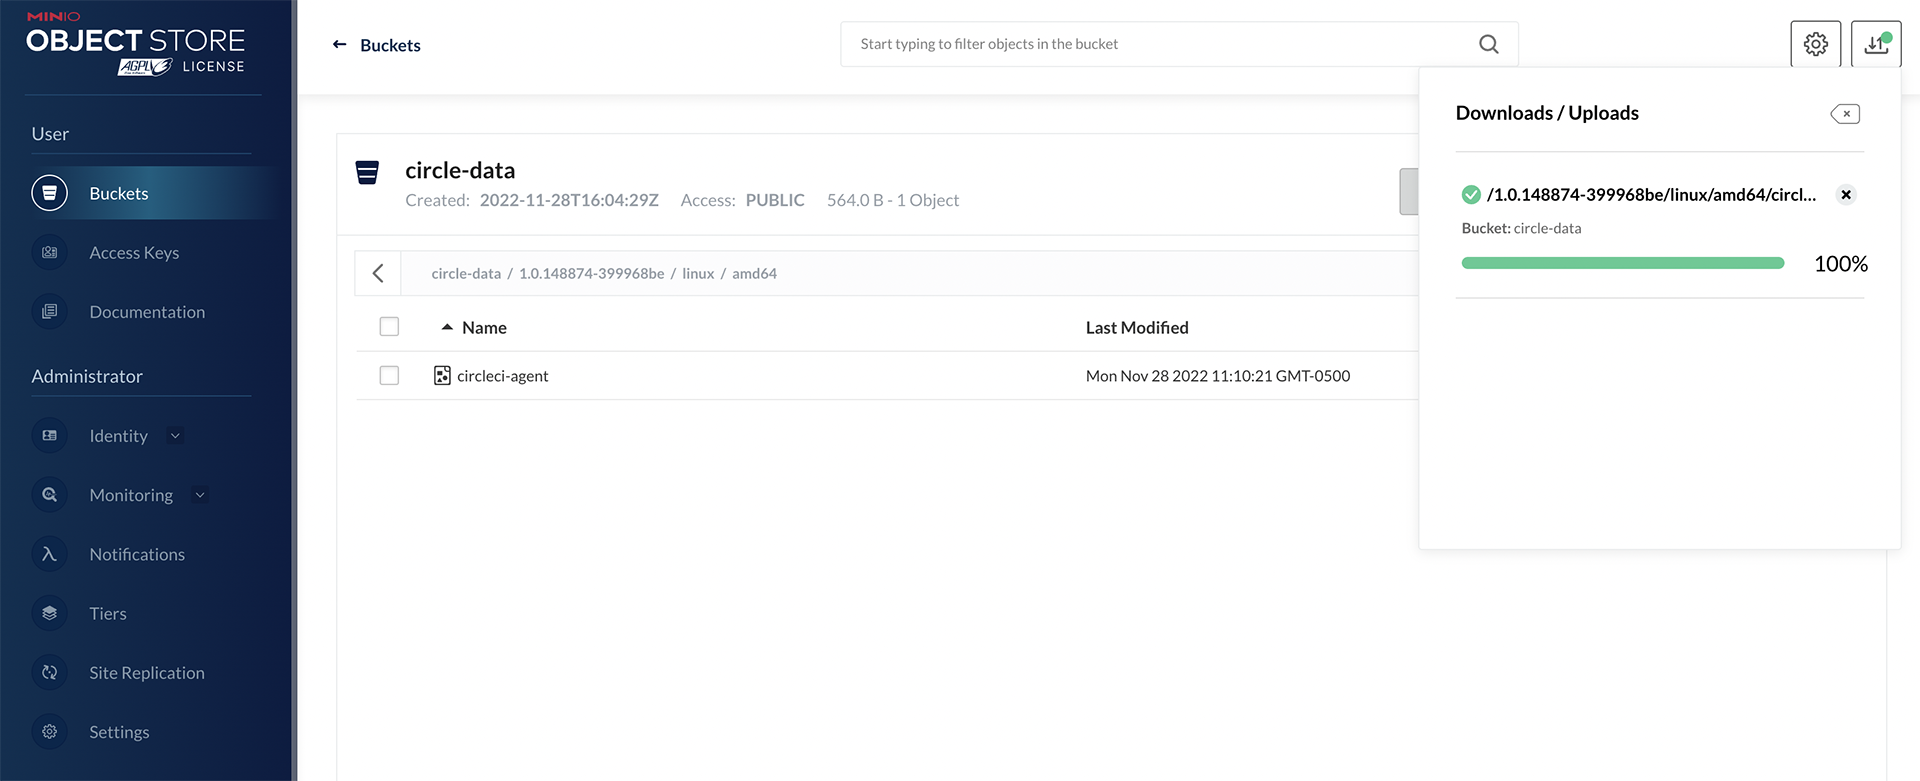 MINIO
OBJECT STORE
AGPLv3 LICENSE
User
Buckets
Access Keys
Documentation
Administrator
Identity
Monitoring
Notifications
Tiers
Site Replication
Settings
Buckets
Start typing to filter objects in the bucket
circle-data
Created: 2022-11-28T16:04:29Z Access: PUBLIC 564.0 B - 1 Object
circle-data / 1.0.148874-399968be / linux / amd64
Name Last Modified
circleci-agent Mon Nov 28 2022 11:10:21 GMT-0500
Downloads / Uploads
/1.0.148874-399968be/linux/amd64/circl...
Bucket: circle-data
100%